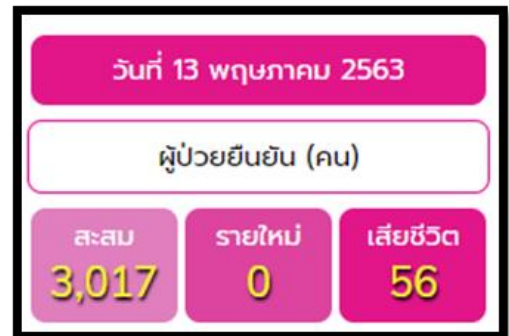 วันที่ 13 พฤษภาคม 2563
ผู้ป่วยยืนยัน (คน)
สะสม รายใหม่ เสียชีวิต
3,017 0 56